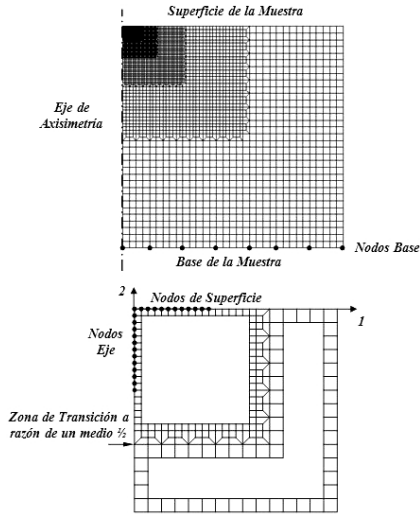 Superficie de la Muestra
Eje de
Axisimetría
Nodos Base
Base de la Muestra
2
Nodos de Superficie
1
Nodos
Eje
Zona de Transición a
razón de un medio ½